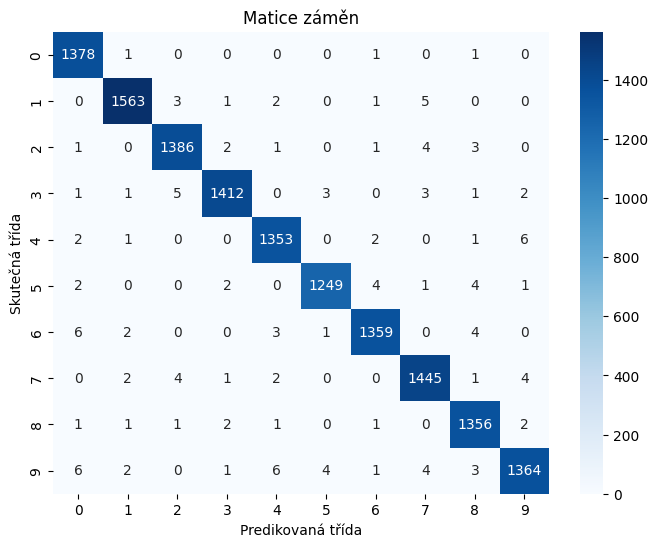 Matice záměn
0 1378 1 0 0 0 0 1 0 1 0
1 0 1563 3 1 2 0 1 5 0 0
2 1 0 1386 2 1 0 1 4 3 0
3 1 1 5 1412 0 3 0 3 1 2
4 2 1 0 0 1353 0 2 0 1 6
5 2 0 0 2 0 1249 4 1 4 1
6 6 2 0 0 3 1 1359 0 4 0
7 0 2 4 1 2 0 0 1445 1 4
8 1 1 1 2 1 0 1 0 1356 2
9 6 2 0 1 6 4 1 4 3 1364
0 1 2 3 4 5 6 7 8 9
Predikovaná třída
Skutečná třída
1400
1200
1000
800
600
400
200
0